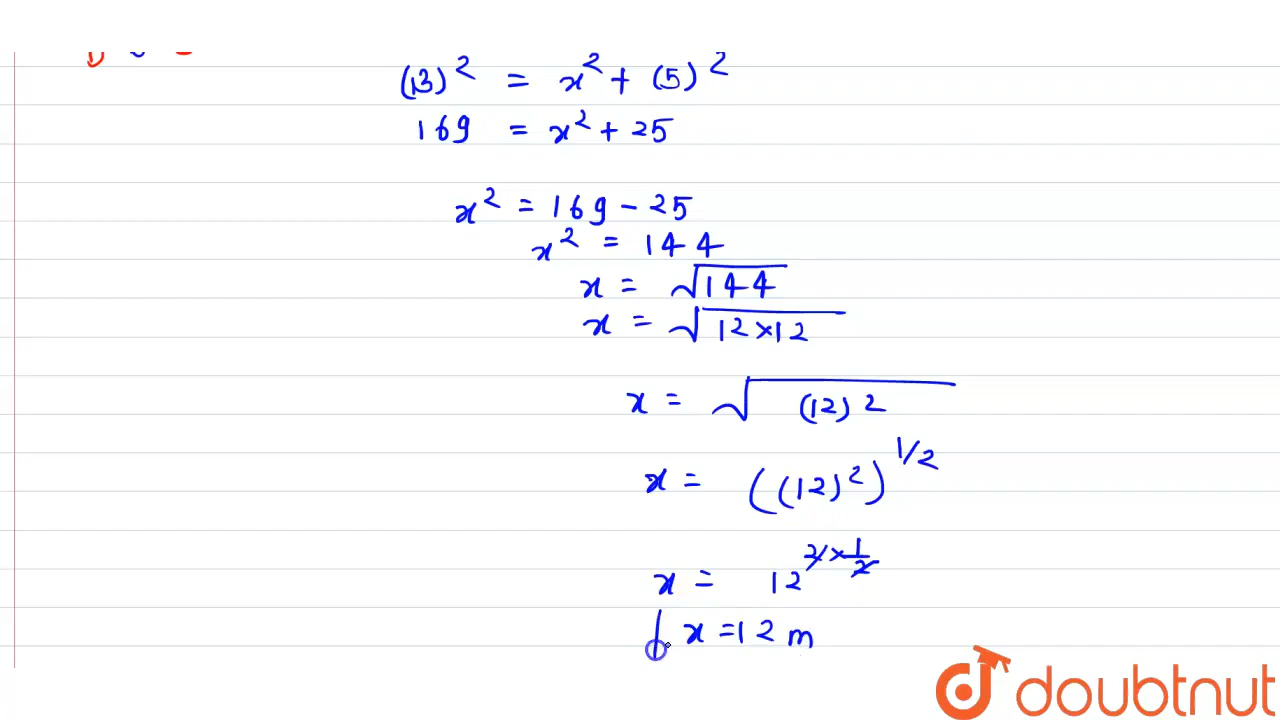 (13)² = x² + (5)²
169 = x² + 25
x² = 169 - 25
x² = 144
x = √144
x = √12×12
x = √(12)²
x = ((12)²)^1/2
x = 12^2×1/2
x = 12 m
doubtnut